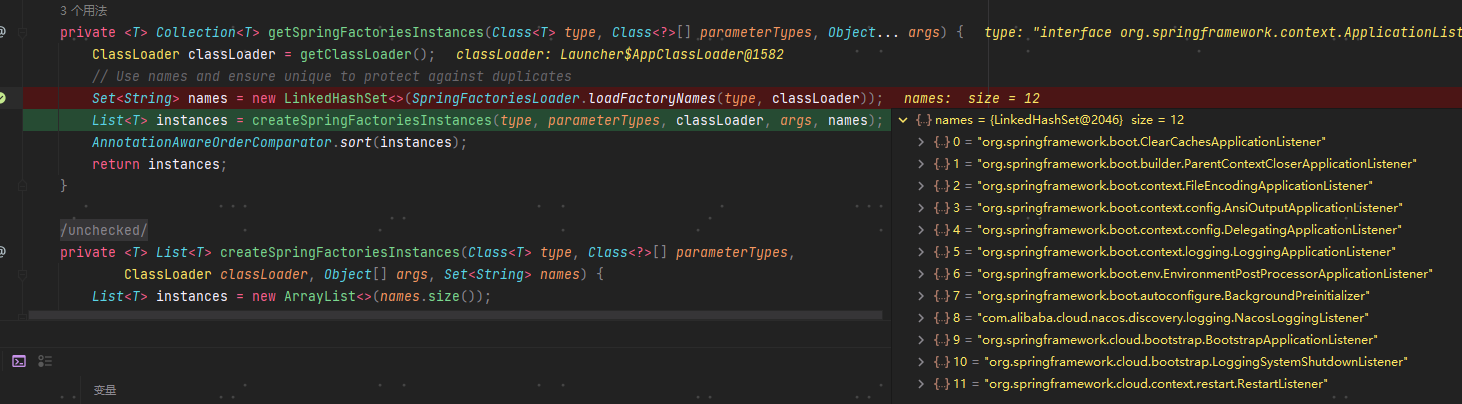 3 个用法
private <T> Collection<T> getSpringFactoriesInstances(Class<T> type, Class<?>[] parameterTypes, Object... args) {   type: "interface org.springframework.context.ApplicationList
ClassLoader classLoader = getClassLoader();   classLoader: Launcher$AppClassLoader@1582
// Use names and ensure unique to protect against duplicates
Set<String> names = new LinkedHashSet<>(SpringFactoriesLoader.loadFactoryNames(type, classLoader));   names:  size = 12
List<T> instances = createSpringFactoriesInstances(type, parameterTypes, classLoader, args, names);
AnnotationAwareOrderComparator.sort(instances);
return instances;
}
/unchecked/
private <T> List<T> createSpringFactoriesInstances(Class<T> type, Class<?>[] parameterTypes,
ClassLoader classLoader, Object[] args, Set<String> names) {
List<T> instances = new ArrayList<>(names.size());
变量
{..} names = {LinkedHashSet@2046}  size = 12
{..} 0 = "org.springframework.boot.ClearCachesApplicationListener"
{..} 1 = "org.springframework.boot.builder.ParentContextCloserApplicationListener"
{..} 2 = "org.springframework.boot.context.FileEncodingApplicationListener"
{..} 3 = "org.springframework.boot.context.config.AnsiOutputApplicationListener"
{..} 4 = "org.springframework.boot.context.config.DelegatingApplicationListener"
{..} 5 = "org.springframework.boot.context.logging.LoggingApplicationListener"
{..} 6 = "org.springframework.boot.env.EnvironmentPostProcessorApplicationListener"
{..} 7 = "org.springframework.boot.autoconfigure.BackgroundPreinitializer"
{..} 8 = "com.alibaba.cloud.nacos.discovery.logging.NacosLoggingListener"
{..} 9 = "org.springframework.cloud.bootstrap.BootstrapApplicationListener"
{..} 10 = "org.springframework.cloud.bootstrap.LoggingSystemShutdownListener"
{..} 11 = "org.springframework.cloud.context.restart.RestartListener"